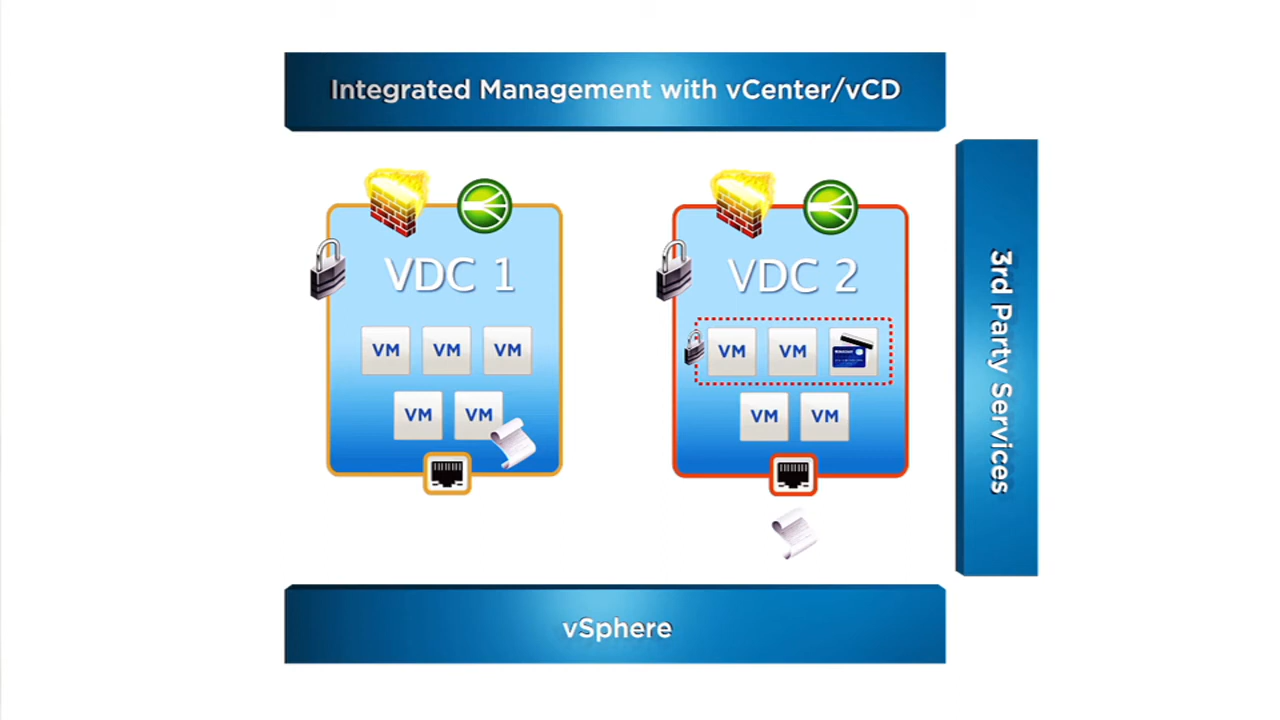 Integrated Management with vCenter/vCD
VDC 1
VM VM VM
VM VM
VDC 2
VM VM
VM VM
3rd Party Services
vSphere